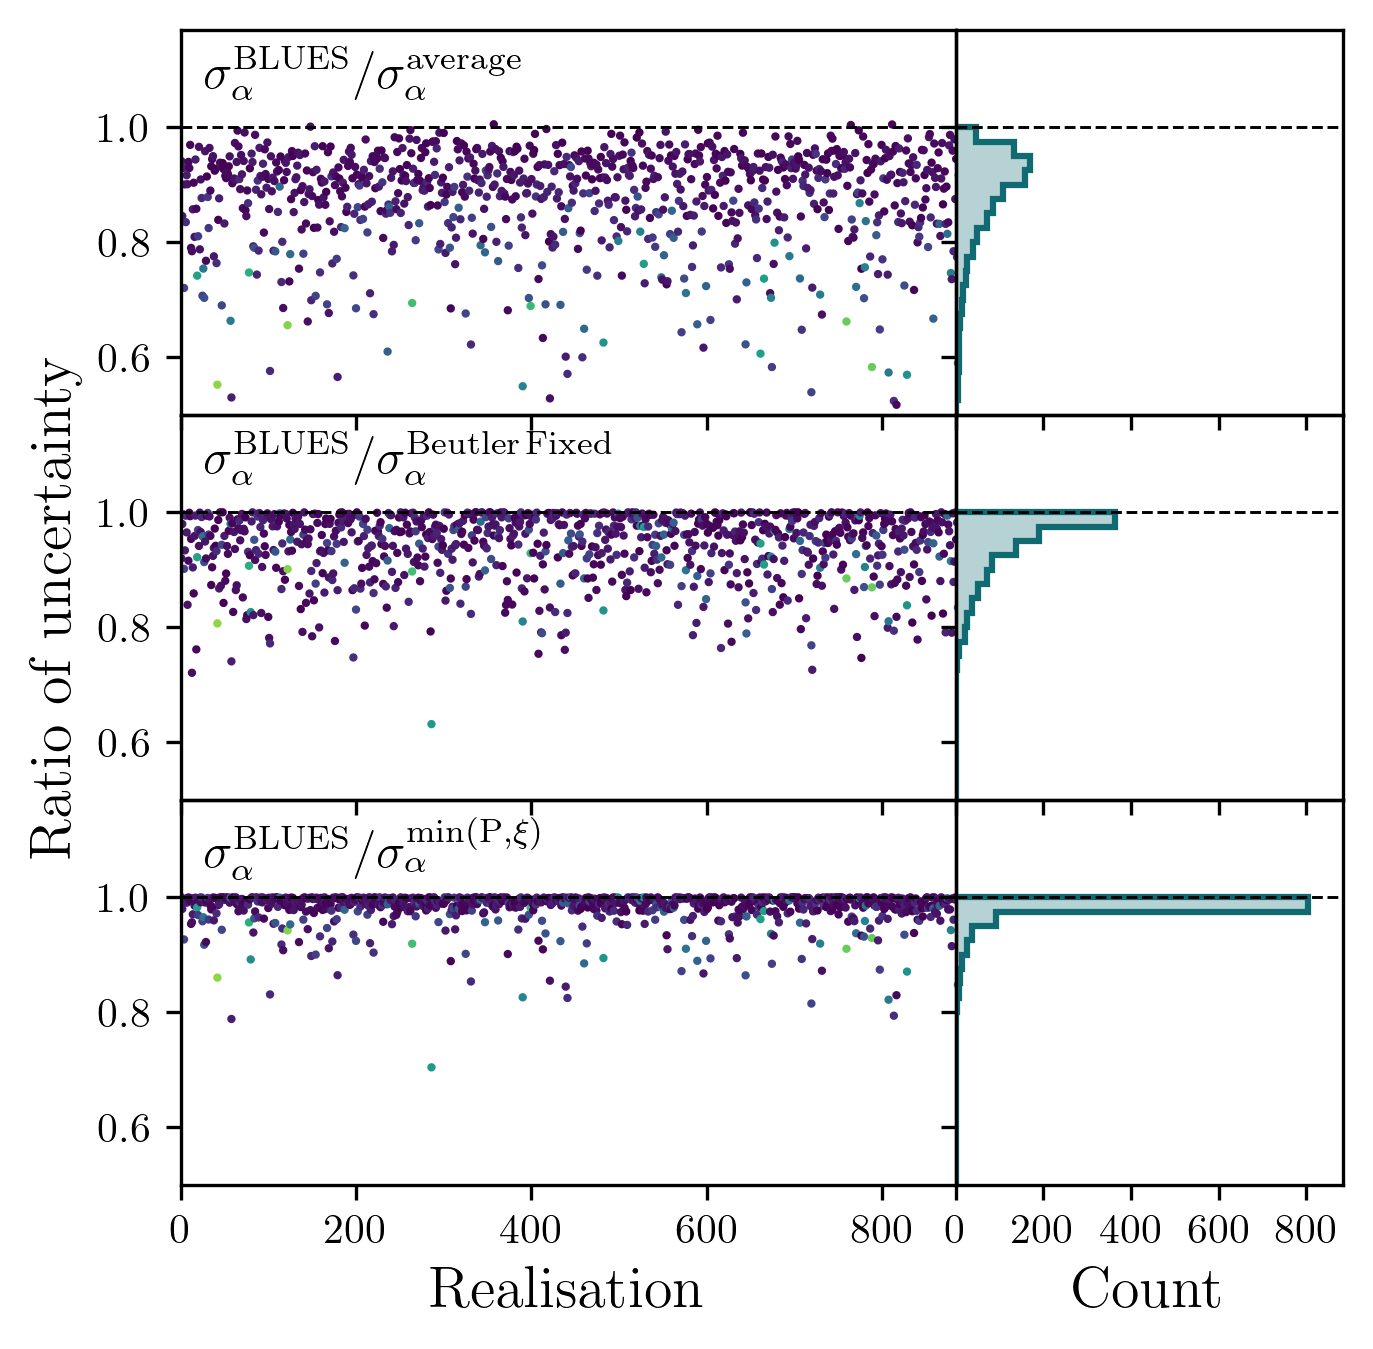 σ_α^BLUES/σ_α^average
1.0
0.8
0.6
σ_α^BLUES/σ_α^Beutler Fixed
1.0
0.8
0.6
σ_α^BLUES/σ_α^min(P,ξ)
1.0
0.8
0.6
Ratio of uncertainty
0 200 400 600 800 0 200 400 600 800
Realisation Count